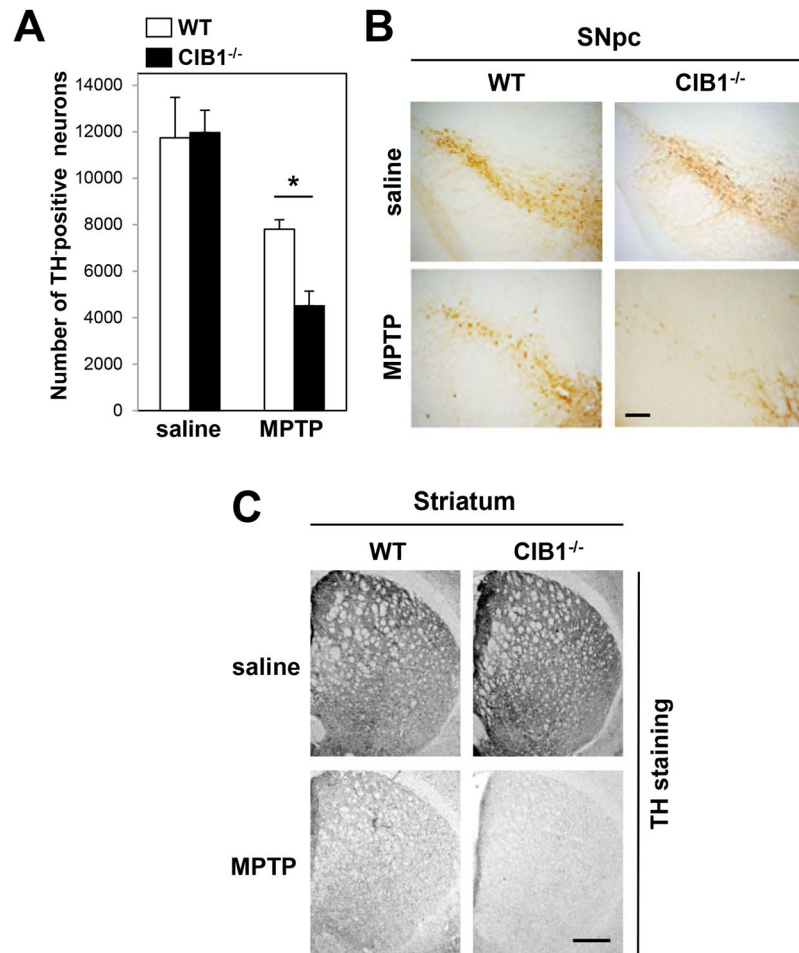 A
WT
CIB1-/-
Number of TH-positive neurons
14000
12000
10000
8000
6000
4000
2000
0
*
saline
MPTP
B
SNpc
WT
CIB1-/-
saline
MPTP
C
Striatum
WT
CIB1-/-
saline
MPTP
TH staining